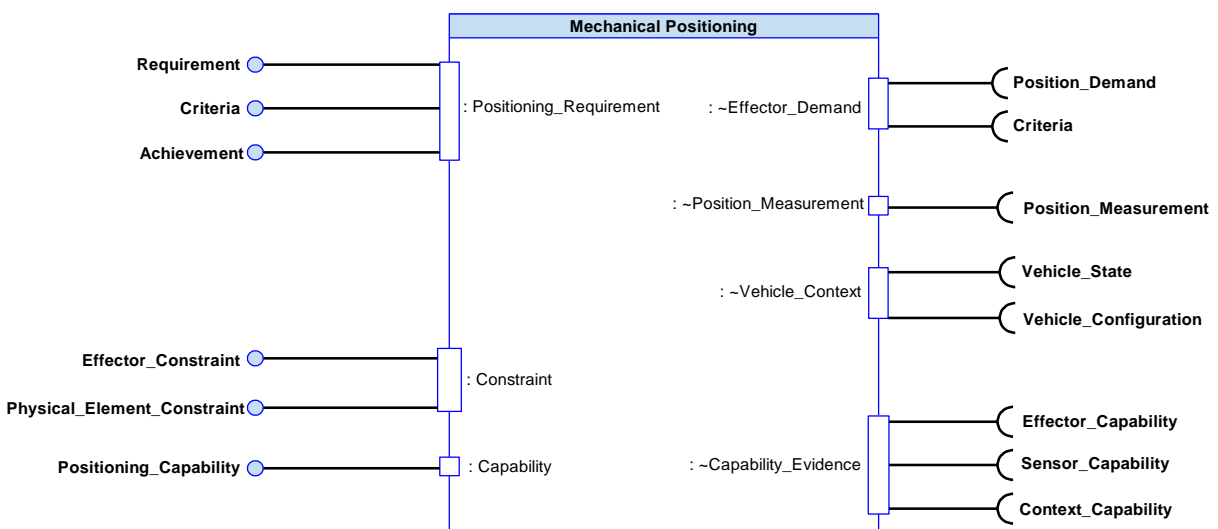 Mechanical Positioning
Requirement
Criteria
Achievement
: Positioning_Requirement
: ~Effector_Demand
Position_Demand
Criteria
: ~Position_Measurement
Position_Measurement
: ~Vehicle_Context
Vehicle_State
Vehicle_Configuration
Effector_Constraint
Physical_Element_Constraint
: Constraint
Positioning_Capability
: Capability
: ~Capability_Evidence
Effector_Capability
Sensor_Capability
Context_Capability